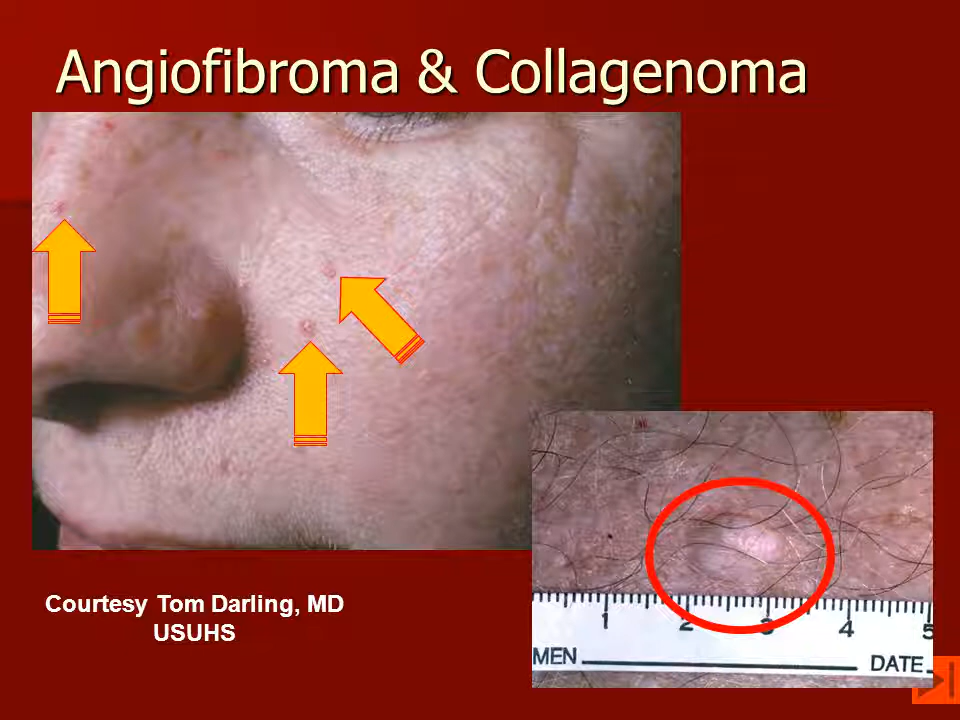 Angiofibroma & Collagenoma
Courtesy Tom Darling, MD
USUHS
1 2 3 4 5
MEN DATE